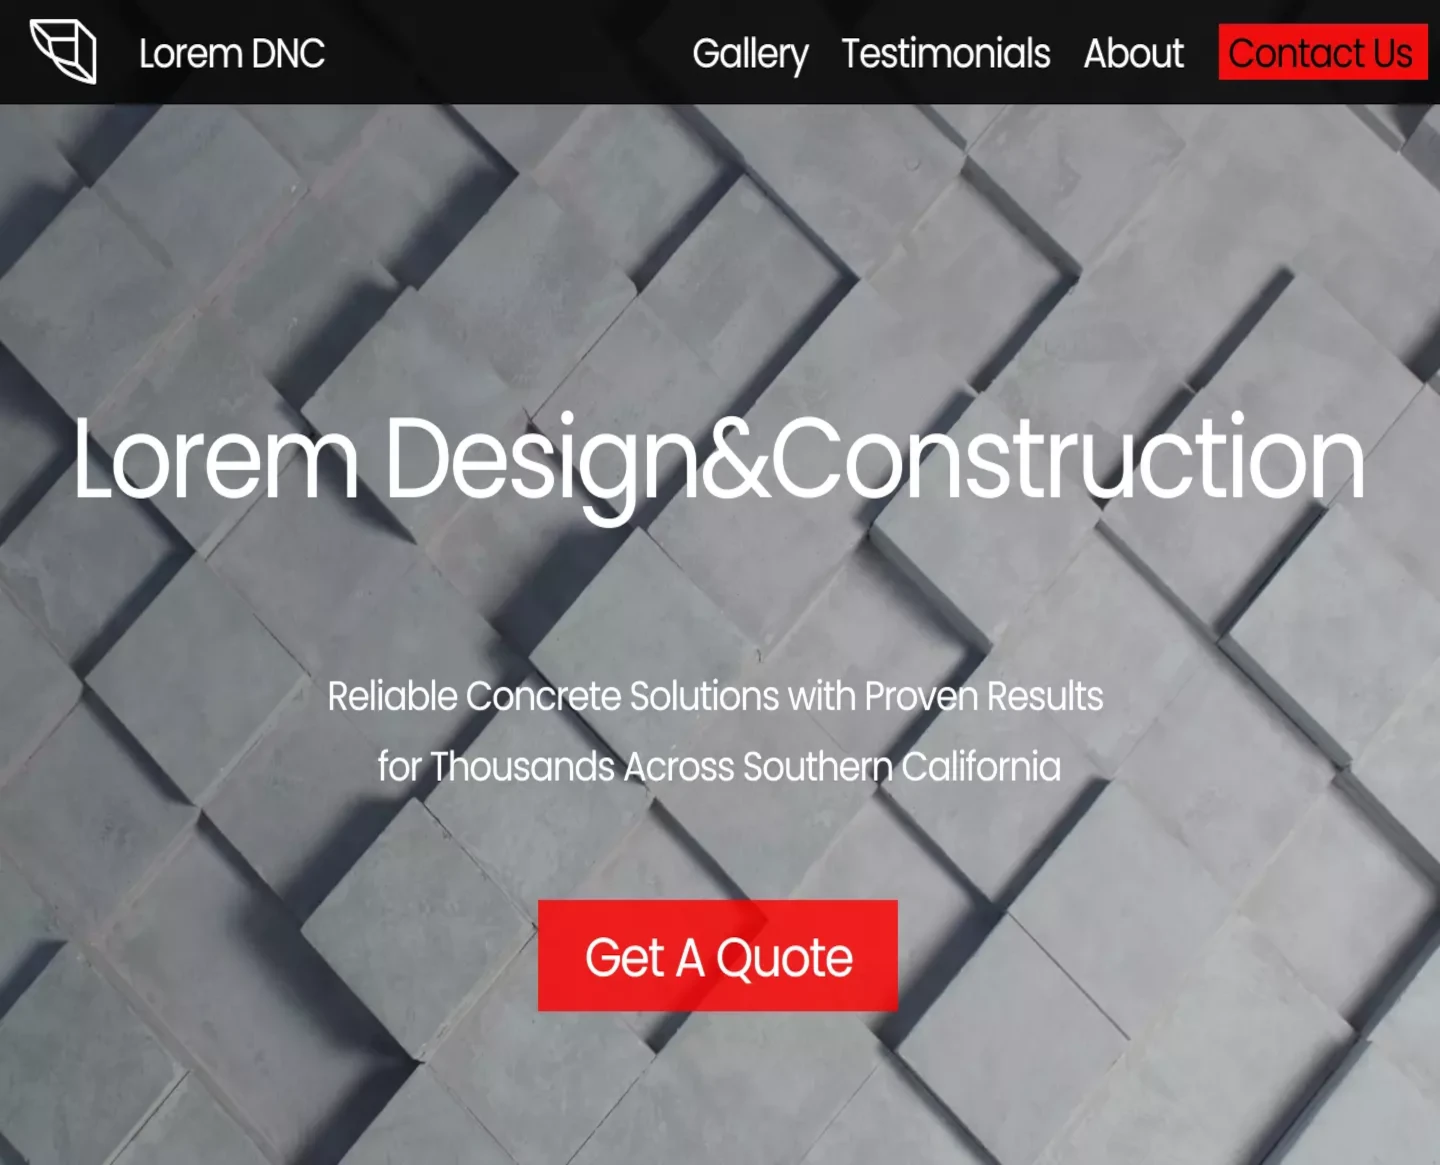 Lorem DNC
Gallery Testimonials About Contact Us
Lorem Design&Construction
Reliable Concrete Solutions with Proven Results
for Thousands Across Southern California
Get A Quote